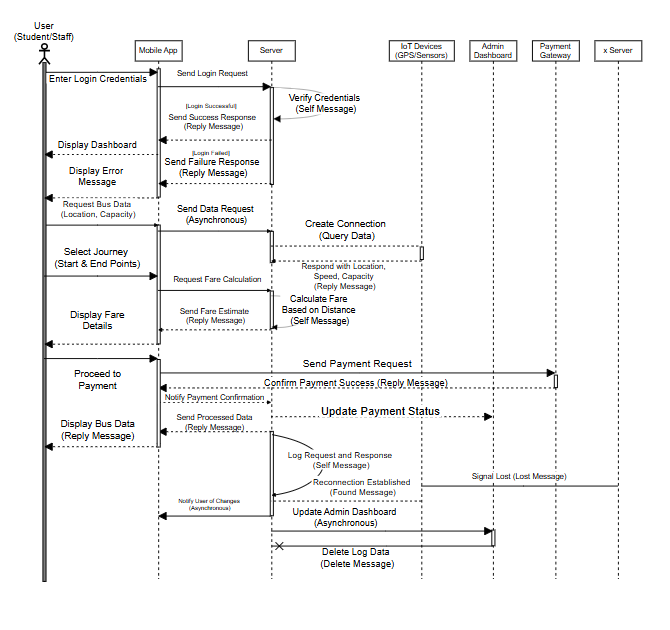 User
(Student/Staff)
Mobile App
Server
IoT Devices
(GPS/Sensors)
Admin
Dashboard
Payment
Gateway
x Server
Enter Login Credentials
Send Login Request
Verify Credentials
(Self Message)
[Login Successful]
Send Success Response
(Reply Message)
Display Dashboard
[Login Failed]
Send Failure Response
(Reply Message)
Display Error
Message
Request Bus Data
(Location, Capacity)
Send Data Request
(Asynchronous)
Create Connection
(Query Data)
Select Journey
(Start & End Points)
Respond with Location,
Speed, Capacity
(Reply Message)
Request Fare Calculation
Calculate Fare
Based on Distance
(Self Message)
Send Fare Estimate
(Reply Message)
Display Fare
Details
Send Payment Request
Proceed to
Payment
Confirm Payment Success (Reply Message)
Notify Payment Confirmation
Update Payment Status
Send Processed Data
(Reply Message)
Display Bus Data
(Reply Message)
Log Request and Response
(Self Message)
Signal Lost (Lost Message)
Reconnection Established
(Found Message)
Notify User of Changes
(Asynchronous)
Update Admin Dashboard
(Asynchronous)
Delete Log Data
(Delete Message)